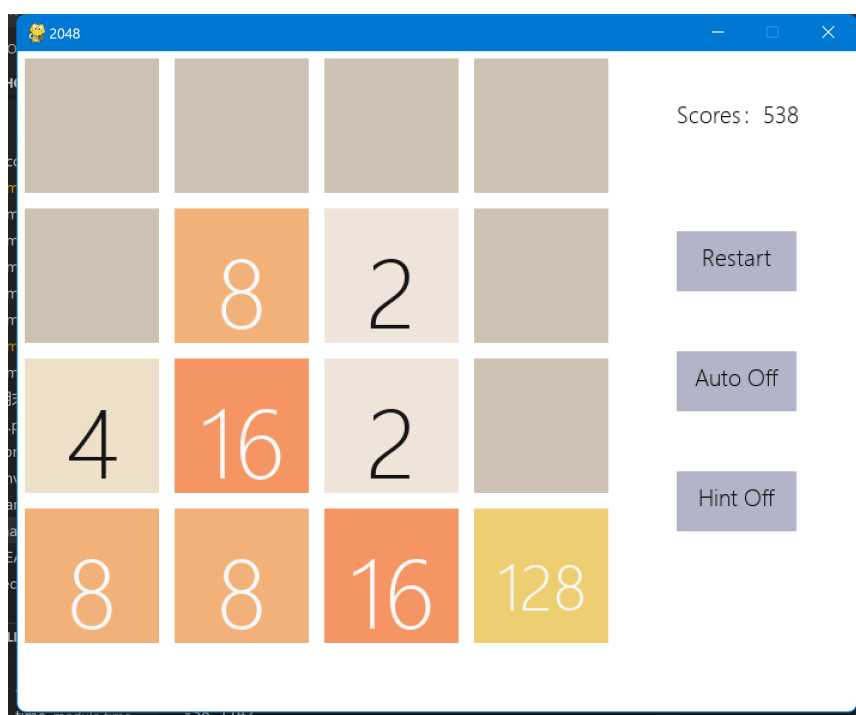 2048
Scores: 538
8 2
Restart
4 16 2
Auto Off
Hint Off
8 8 16 128